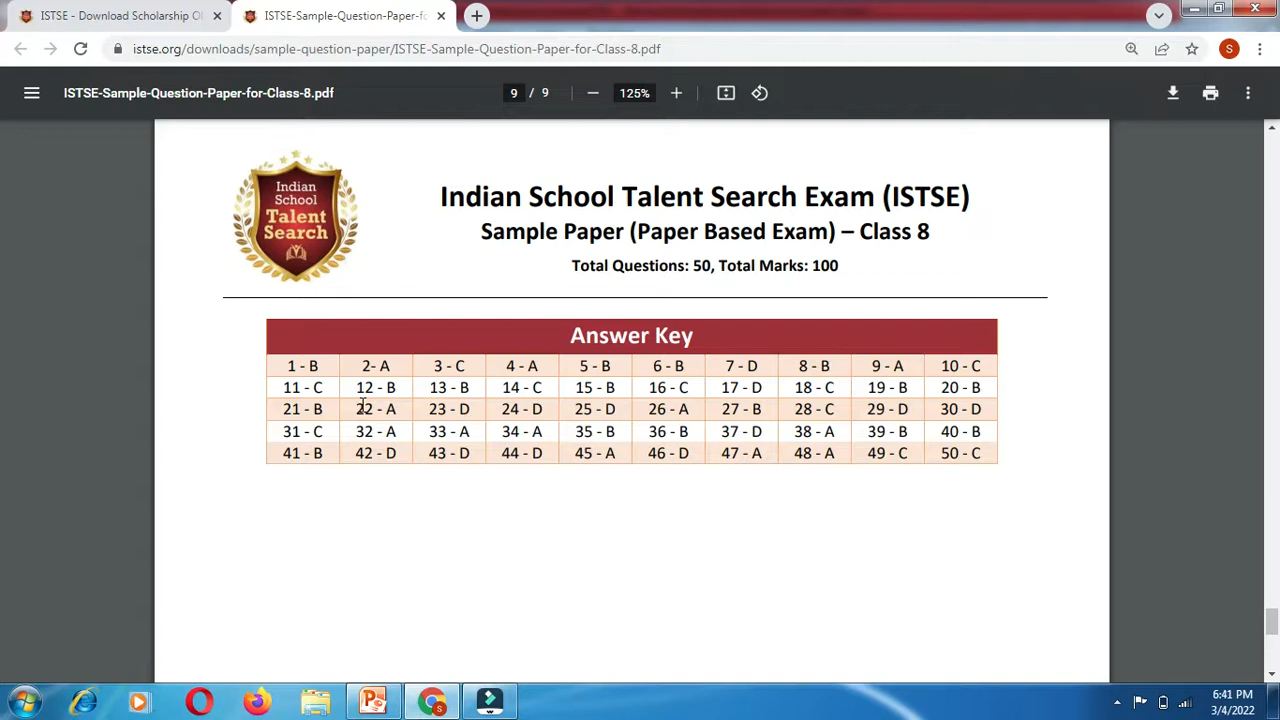 ISTSE - Download Scholarship Ol
ISTSE-Sample-Question-Paper-fo
istse.org/downloads/sample-question-paper/ISTSE-Sample-Question-Paper-for-Class-8.pdf
S
ISTSE-Sample-Question-Paper-for-Class-8.pdf
9 / 9
125%
Indian
School
Talent
Search
Indian School Talent Search Exam (ISTSE)
Sample Paper (Paper Based Exam) – Class 8
Total Questions: 50, Total Marks: 100
Answer Key
1 - B 2- A 3 - C 4 - A 5 - B 6 - B 7 - D 8 - B 9 - A 10 - C
11 - C 12 - B 13 - B 14 - C 15 - B 16 - C 17 - D 18 - C 19 - B 20 - B
21 - B 22 - A 23 - D 24 - D 25 - D 26 - A 27 - B 28 - C 29 - D 30 - D
31 - C 32 - A 33 - A 34 - A 35 - B 36 - B 37 - D 38 - A 39 - B 40 - B
41 - B 42 - D 43 - D 44 - D 45 - A 46 - D 47 - A 48 - A 49 - C 50 - C
6:41 PM
3/4/2022